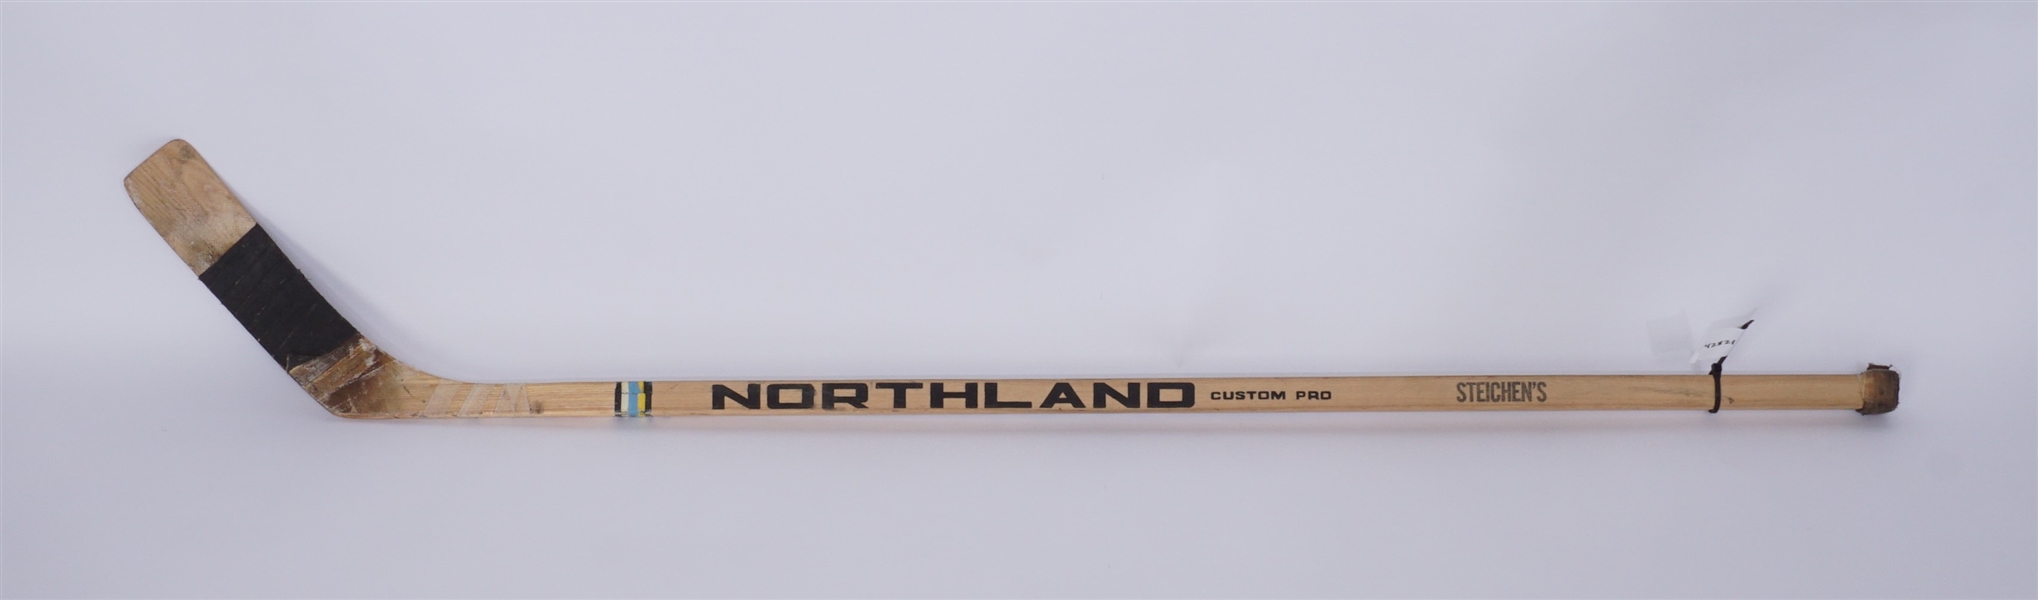 NORTHLAND CUSTOM PRO STEICHEN'S